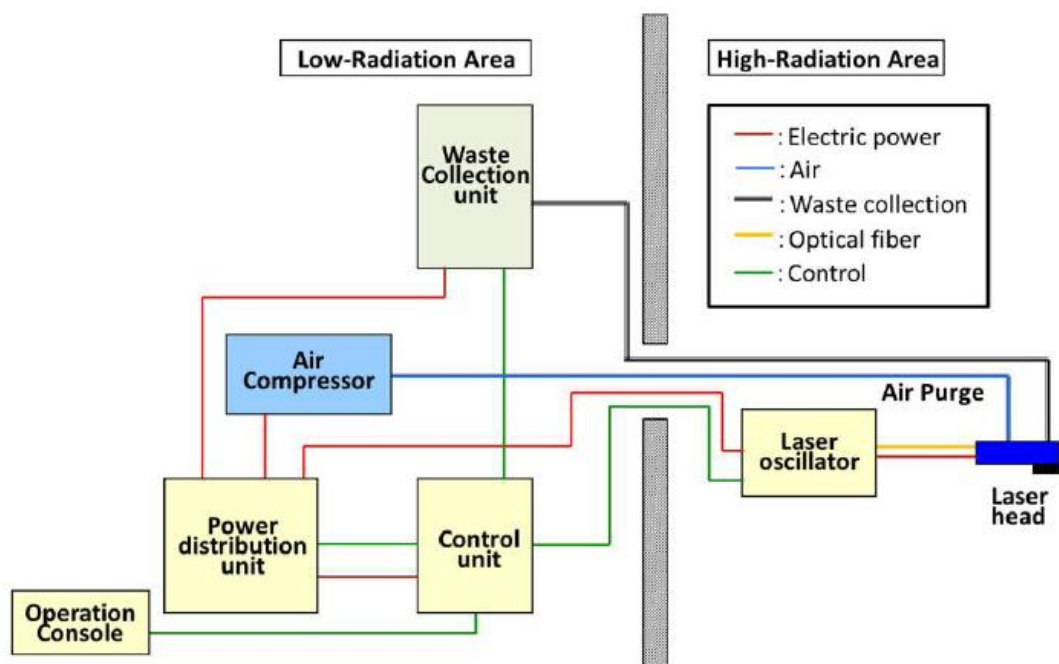 Low-Radiation Area
High-Radiation Area
: Electric power
: Air
: Waste collection
: Optical fiber
: Control
Waste
Collection
unit
Air
Compressor
Air Purge
Laser
oscillator
Laser
head
Power
distribution
unit
Control
unit
Operation
Console